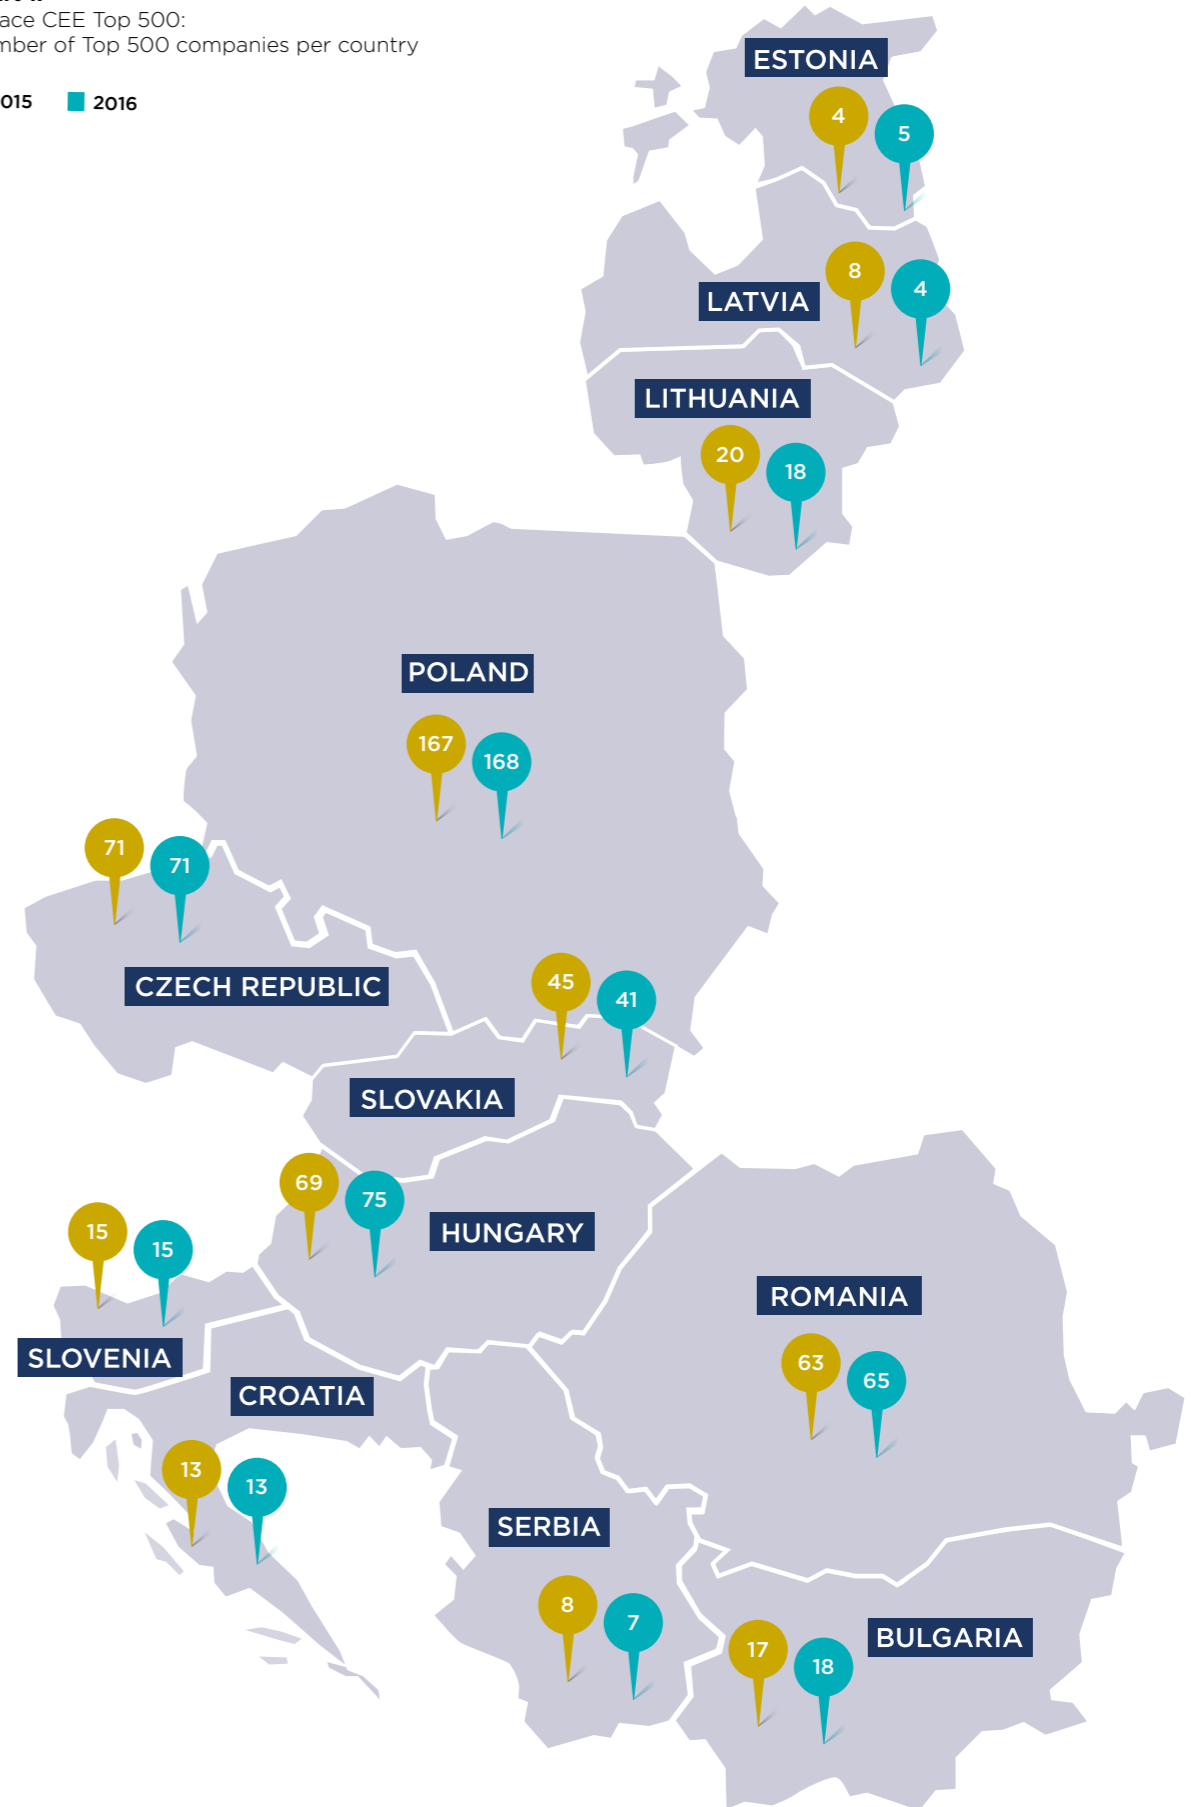 ace CEE Top 500:
mber of Top 500 companies per country
015 2016
ESTONIA
4 5
8 4
LATVIA
LITHUANIA
20 18
POLAND
167 168
71 71
CZECH REPUBLIC
45 41
SLOVAKIA
69 75
HUNGARY
15 15
SLOVENIA
ROMANIA
63 65
CROATIA
13 13
SERBIA
8 7
BULGARIA
17 18